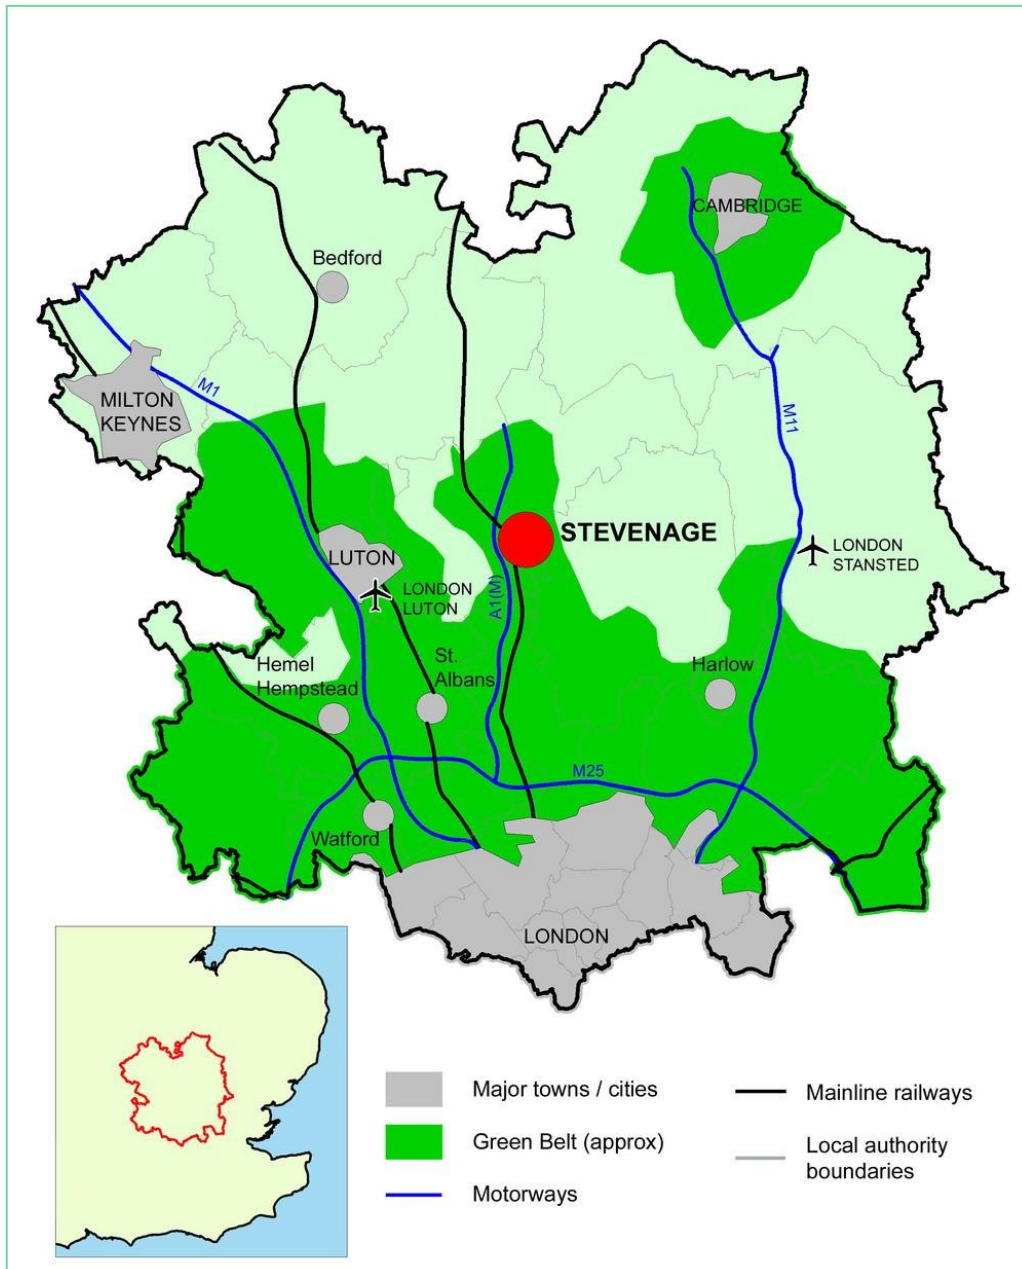 CAMBRIDGE
Bedford
MILTON
KEYNES
M1
M11
STEVENAGE
LUTON
LONDON
LUTON
A1(M)
LONDON
STANSTED
Hemel
Hempstead
St.
Albans
Harlow
M25
Watford
LONDON
Major towns / cities
Green Belt (approx)
Motorways
Mainline railways
Local authority
boundaries